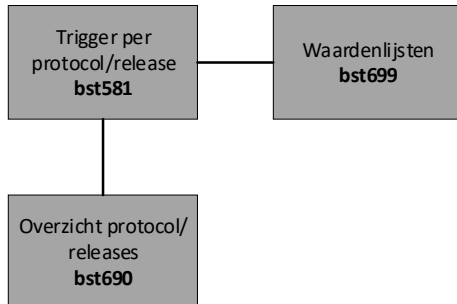 Trigger per
protocol/release
bst581
Waardenlijsten
bst699
Overzicht protocol/
releases
bst690